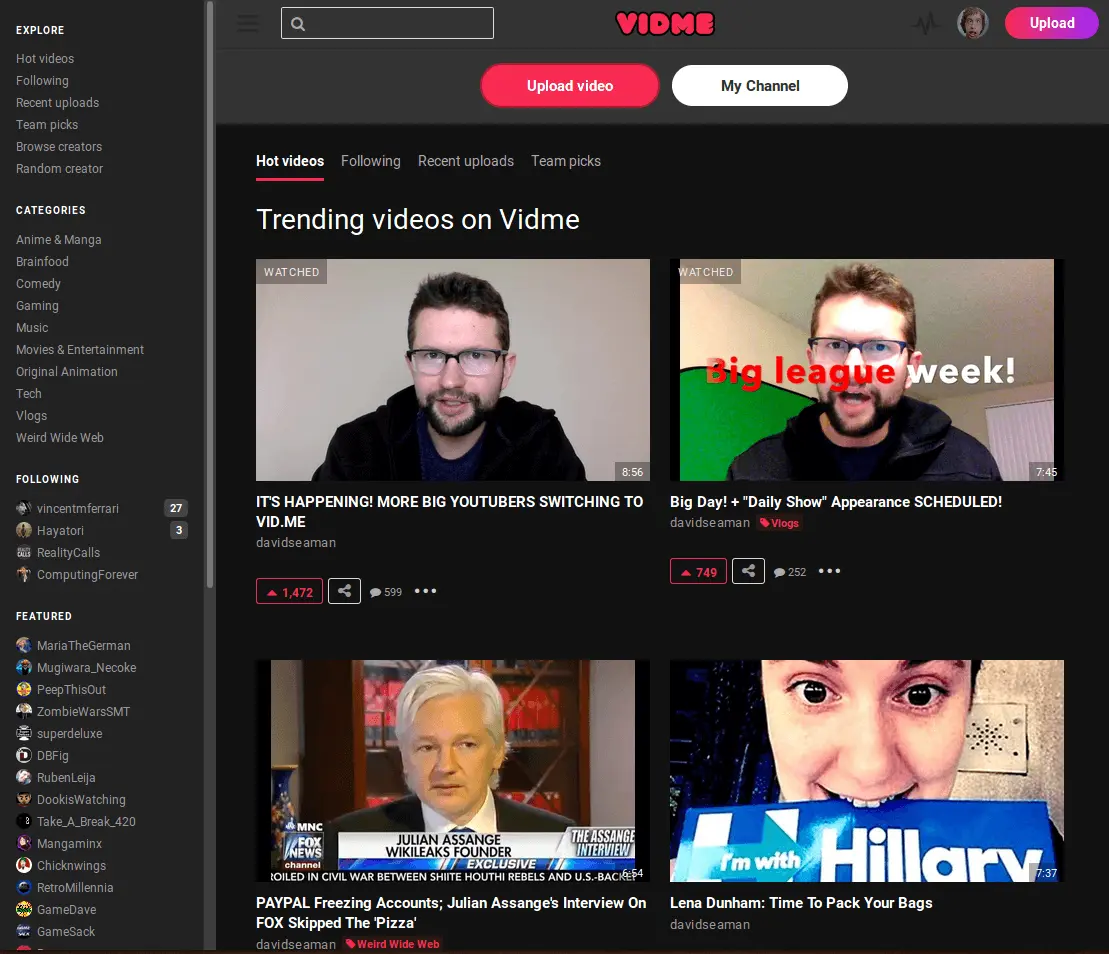 EXPLORE
Hot videos
Following
Recent uploads
Team picks
Browse creators
Random creator
CATEGORIES
Anime & Manga
Brainfood
Comedy
Gaming
Music
Movies & Entertainment
Original Animation
Tech
Vlogs
Weird Wide Web
FOLLOWING
vincentmferrari 27
Hayatori 3
RealityCalls
ComputingForever
FEATURED
MariaTheGerman
Mugiwara_Necoke
PeepThisOut
ZombieWarsSMT
superdeluxe
DBFig
RubenLeija
DookisWatching
Take_A_Break_420
Mangaminx
Chicknwings
RetroMillennia
GameDave
GameSack
VIDME
Upload
Upload video My Channel
Hot videos Following Recent uploads Team picks
Trending videos on Vidme
WATCHED
8:56
IT'S HAPPENING! MORE BIG YOUTUBERS SWITCHING TO
VID.ME
davidseaman
1,472 599
WATCHED
Big league week!
7:45
Big Day! + "Daily Show" Appearance SCHEDULED!
davidseaman Vlogs
749 252
MNC
FOX
NEWS
channel
JULIAN ASSANGE
WIKILEAKS FOUNDER
THE ASSANGE
INTERVIEW
EXCLUSIVE
ROILED IN CIVIL WAR BETWEEN SHIITE HOUTHI REBELS AND U.S.-BACKE
6:54
PAYPAL Freezing Accounts; Julian Assange's Interview On
FOX Skipped The 'Pizza'
davidseaman Weird Wide Web
I'm with Hillary
7:37
Lena Dunham: Time To Pack Your Bags
davidseaman